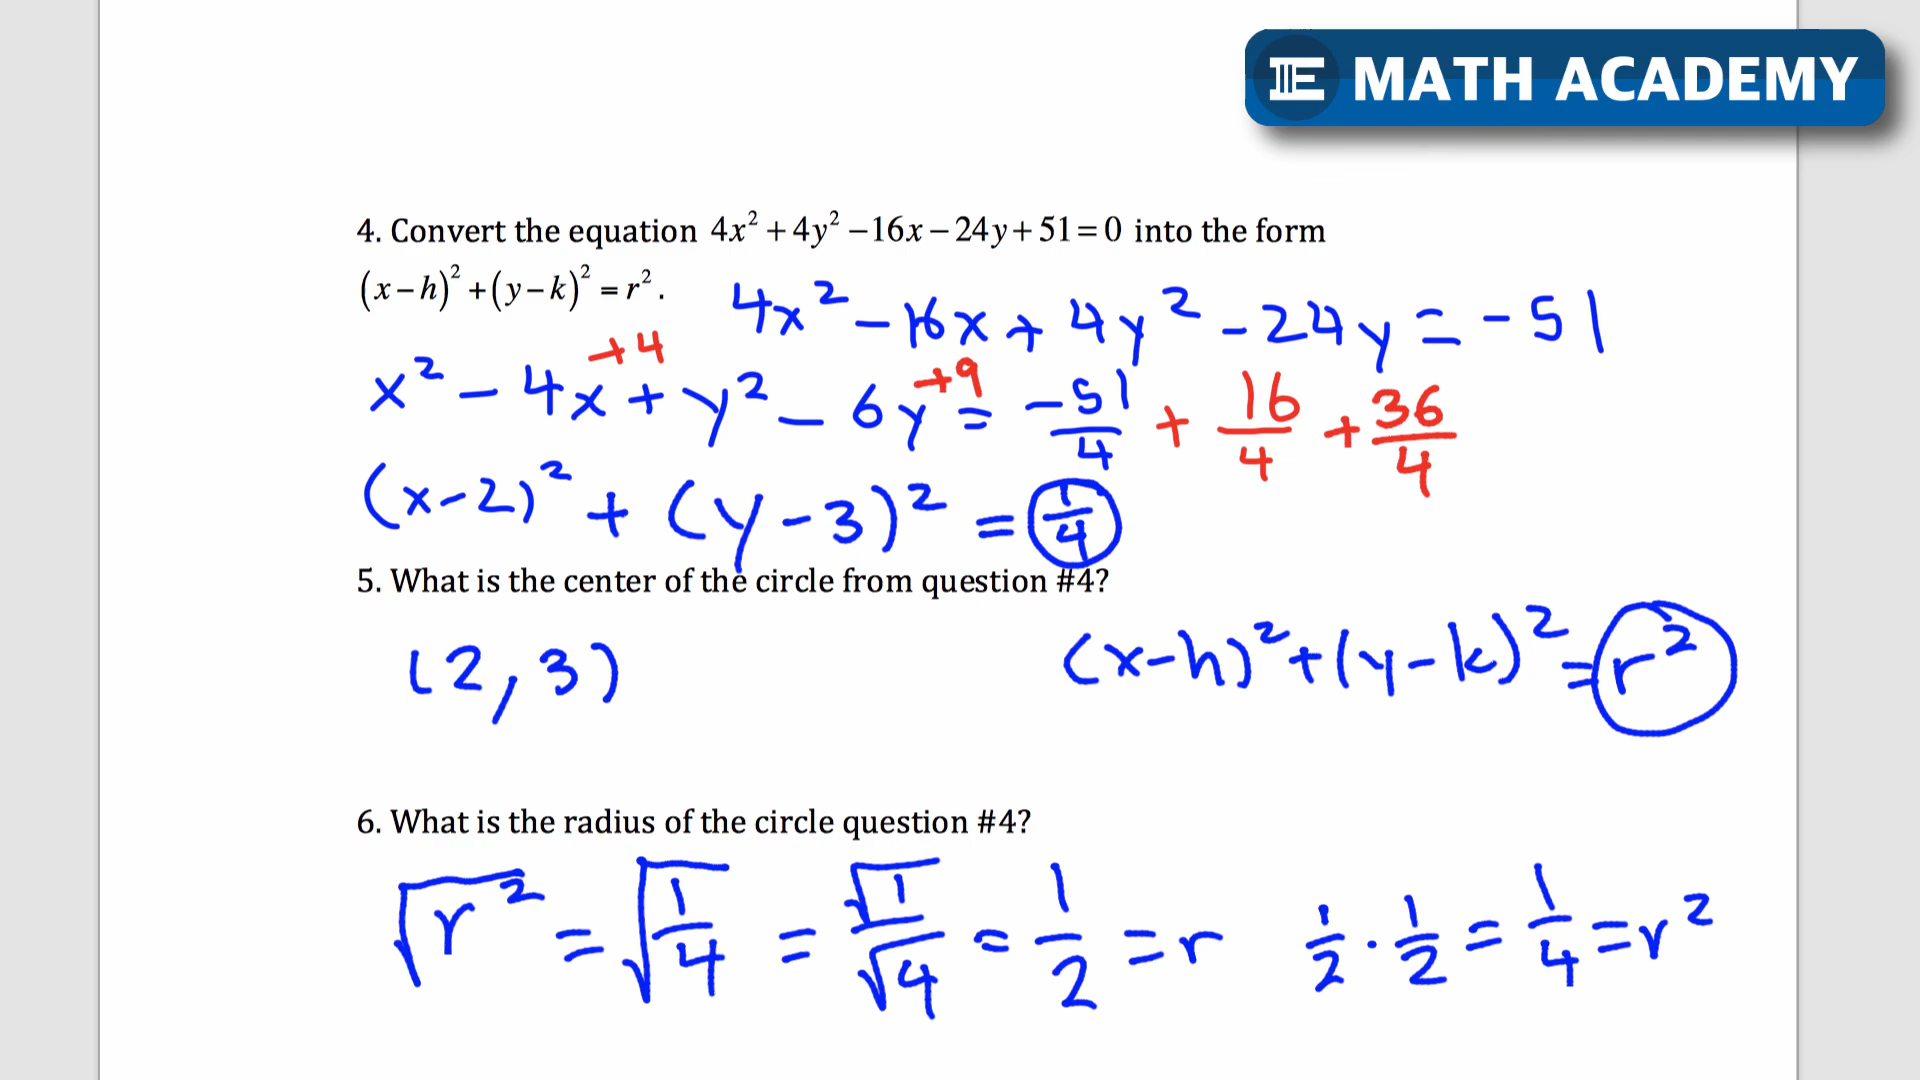 IE MATH ACADEMY
4. Convert the equation 4x² + 4y² − 16x − 24y + 51 = 0 into the form
(x − h)² + (y − k)² = r².
4x² − 16x + 4y² − 24y = −51
x² − 4x +4 + y² − 6y +9 = −51/4 + 16/4 + 36/4
(x−2)² + (y−3)² = 1/4
5. What is the center of the circle from question #4?
(2, 3)
(x−h)² + (y−k)² = r²
6. What is the radius of the circle question #4?
√r² = √1/4 = √1/√4 = 1/2 = r
1/2 · 1/2 = 1/4 = r²